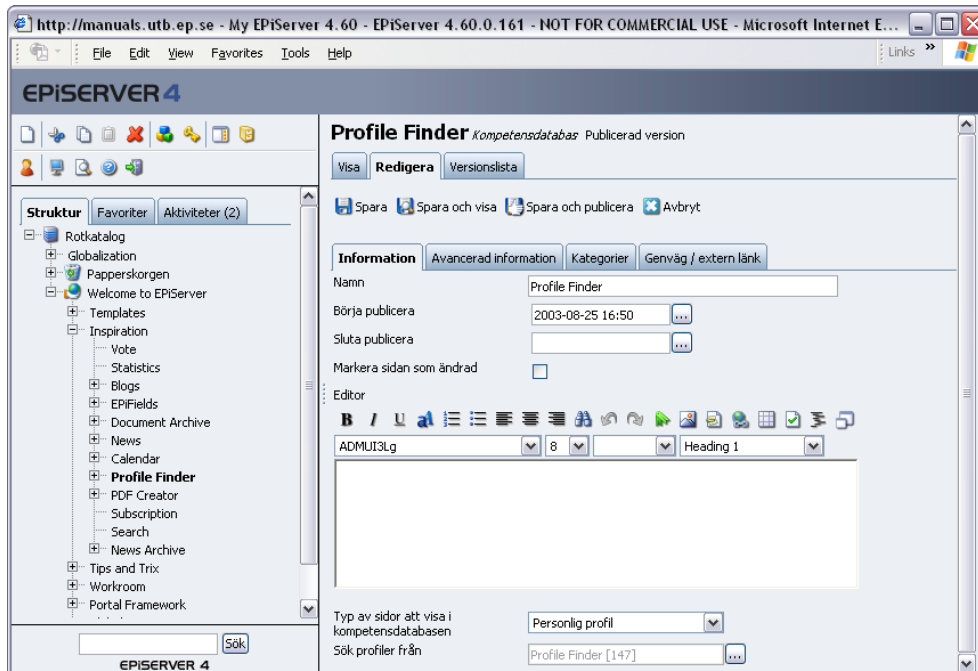 http://manuals.utb.ep.se - My EPiServer 4.60 - EPiServer 4.60.0.161 - NOT FOR COMMERCIAL USE - Microsoft Internet E...
File Edit View Favorites Tools Help
Links »
EPiSERVER 4
Struktur Favoriter Aktiviteter (2)
Rotkatalog
Globalization
Papperskorgen
Welcome to EPiServer
Templates
Inspiration
Vote
Statistics
Blogs
EPiFields
Document Archive
News
Calendar
Profile Finder
PDF Creator
Subscription
Search
News Archive
Tips and Trix
Workroom
Portal Framework
Sök
EPiSERVER 4
Profile Finder Kompetensdatabas Publicerad version
Visa Redigera Versionslista
Spara Spara och visa Spara och publicera Avbryt
Information Avancerad information Kategorier Genväg / extern länk
Namn Profile Finder
Börja publicera 2003-08-25 16:50 ...
Sluta publicera ...
Markera sidan som ändrad
Editor
B I U a
ADMUI3Lg 8 Heading 1
Typ av sidor att visa i
kompetensdatabasen Personlig profil
Sök profiler från Profile Finder [147] ...